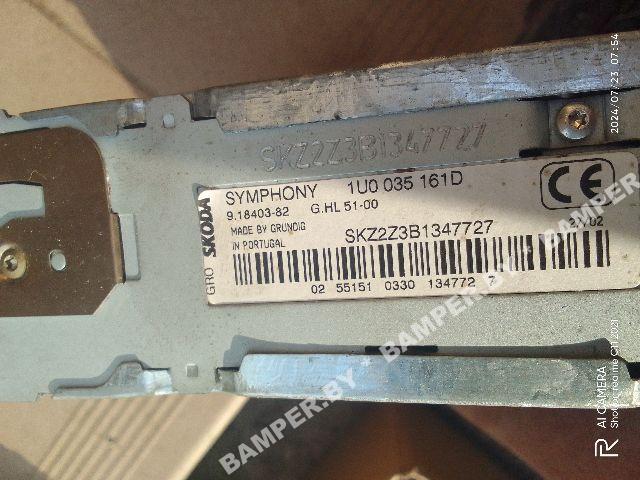 SKZ2Z3B1347727
SYMPHONY 1U0 035 161D
9.18403-82 G.HL 51-00
MADE BY GRUNDIG
IN PORTUGAL
SKZ2Z3B1347727
02 55151 0330 134772 7
GRO SKODA
CE
BAMPER.BY BAMPER.BY
BAMPER.BY
2024/07/23 07:54
AI CAMERA
Shot on realme C21